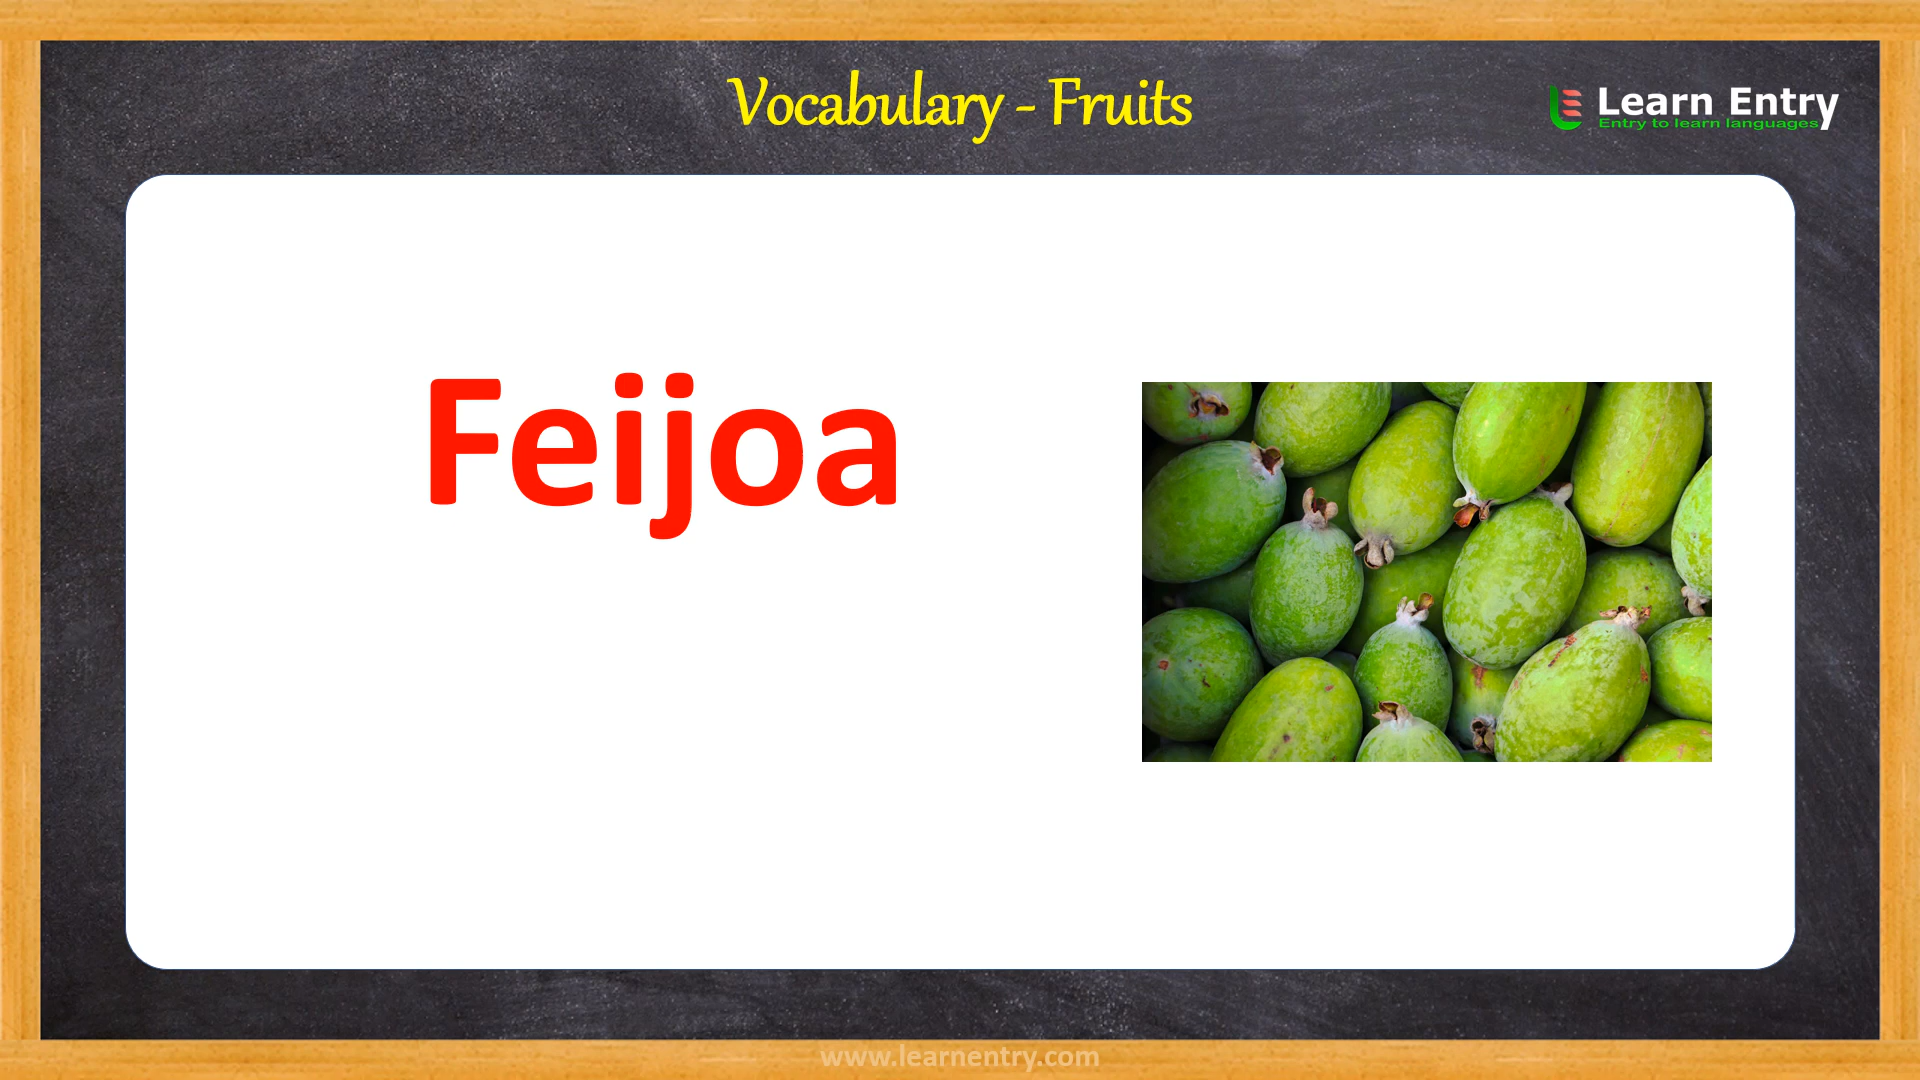 Vocabulary - Fruits
Learn Entry
Entry to learn languages
Feijoa
www.learnentry.com